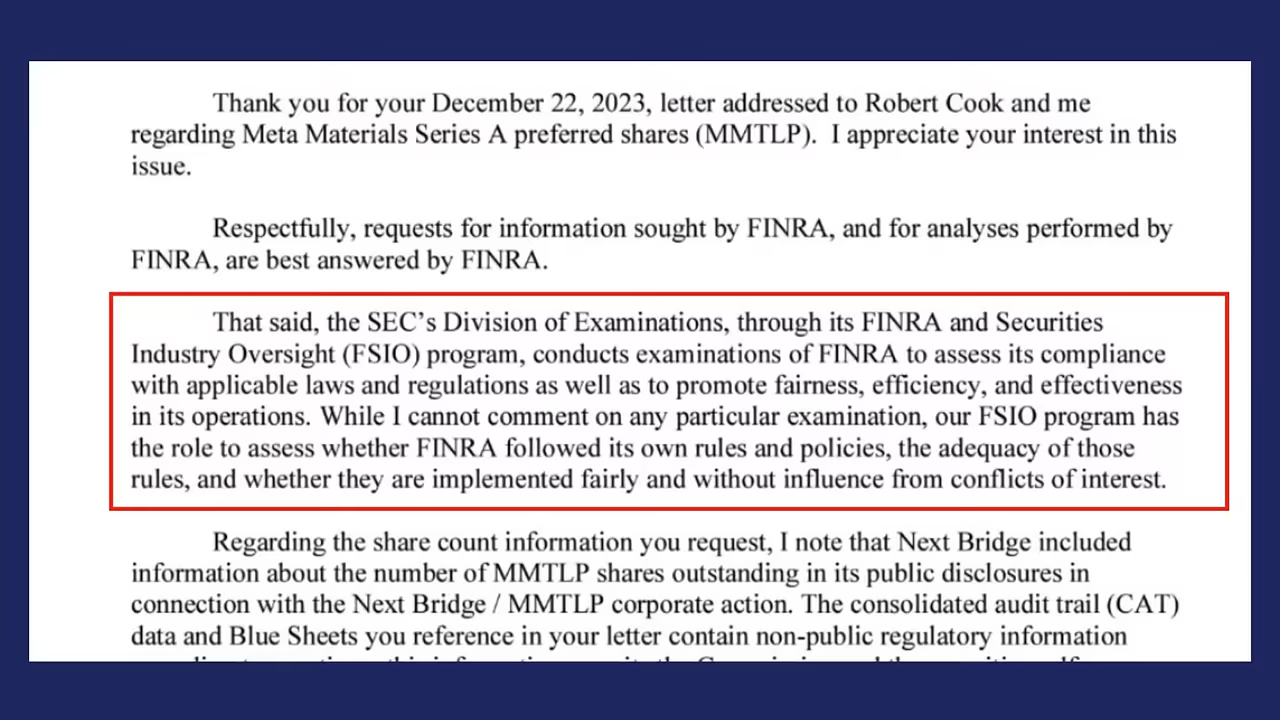 Thank you for your December 22, 2023, letter addressed to Robert Cook and me
regarding Meta Materials Series A preferred shares (MMTLP).  I appreciate your interest in this
issue.
Respectfully, requests for information sought by FINRA, and for analyses performed by
FINRA, are best answered by FINRA.
That said, the SEC’s Division of Examinations, through its FINRA and Securities
Industry Oversight (FSIO) program, conducts examinations of FINRA to assess its compliance
with applicable laws and regulations as well as to promote fairness, efficiency, and effectiveness
in its operations. While I cannot comment on any particular examination, our FSIO program has
the role to assess whether FINRA followed its own rules and policies, the adequacy of those
rules, and whether they are implemented fairly and without influence from conflicts of interest.
Regarding the share count information you request, I note that Next Bridge included
information about the number of MMTLP shares outstanding in its public disclosures in
connection with the Next Bridge / MMTLP corporate action. The consolidated audit trail (CAT)
data and Blue Sheets you reference in your letter contain non-public regulatory information